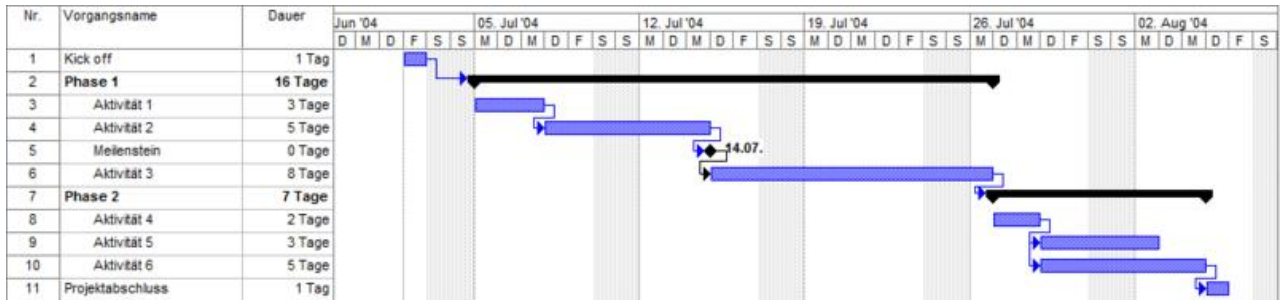 Nr. Vorgangsname Dauer Jun '04 05. Jul '04 12. Jul '04 19. Jul '04 26. Jul '04 02. Aug '04
D M D F S S M D M D F S S M D M D F S S M D M D F S S M D M D F S S M D M D F S
1 Kick off 1 Tag
2 Phase 1 16 Tage
3 Aktivität 1 3 Tage
4 Aktivität 2 5 Tage
5 Meilenstein 0 Tage 14.07.
6 Aktivität 3 8 Tage
7 Phase 2 7 Tage
8 Aktivität 4 2 Tage
9 Aktivität 5 3 Tage
10 Aktivität 6 5 Tage
11 Projektabschluss 1 Tag